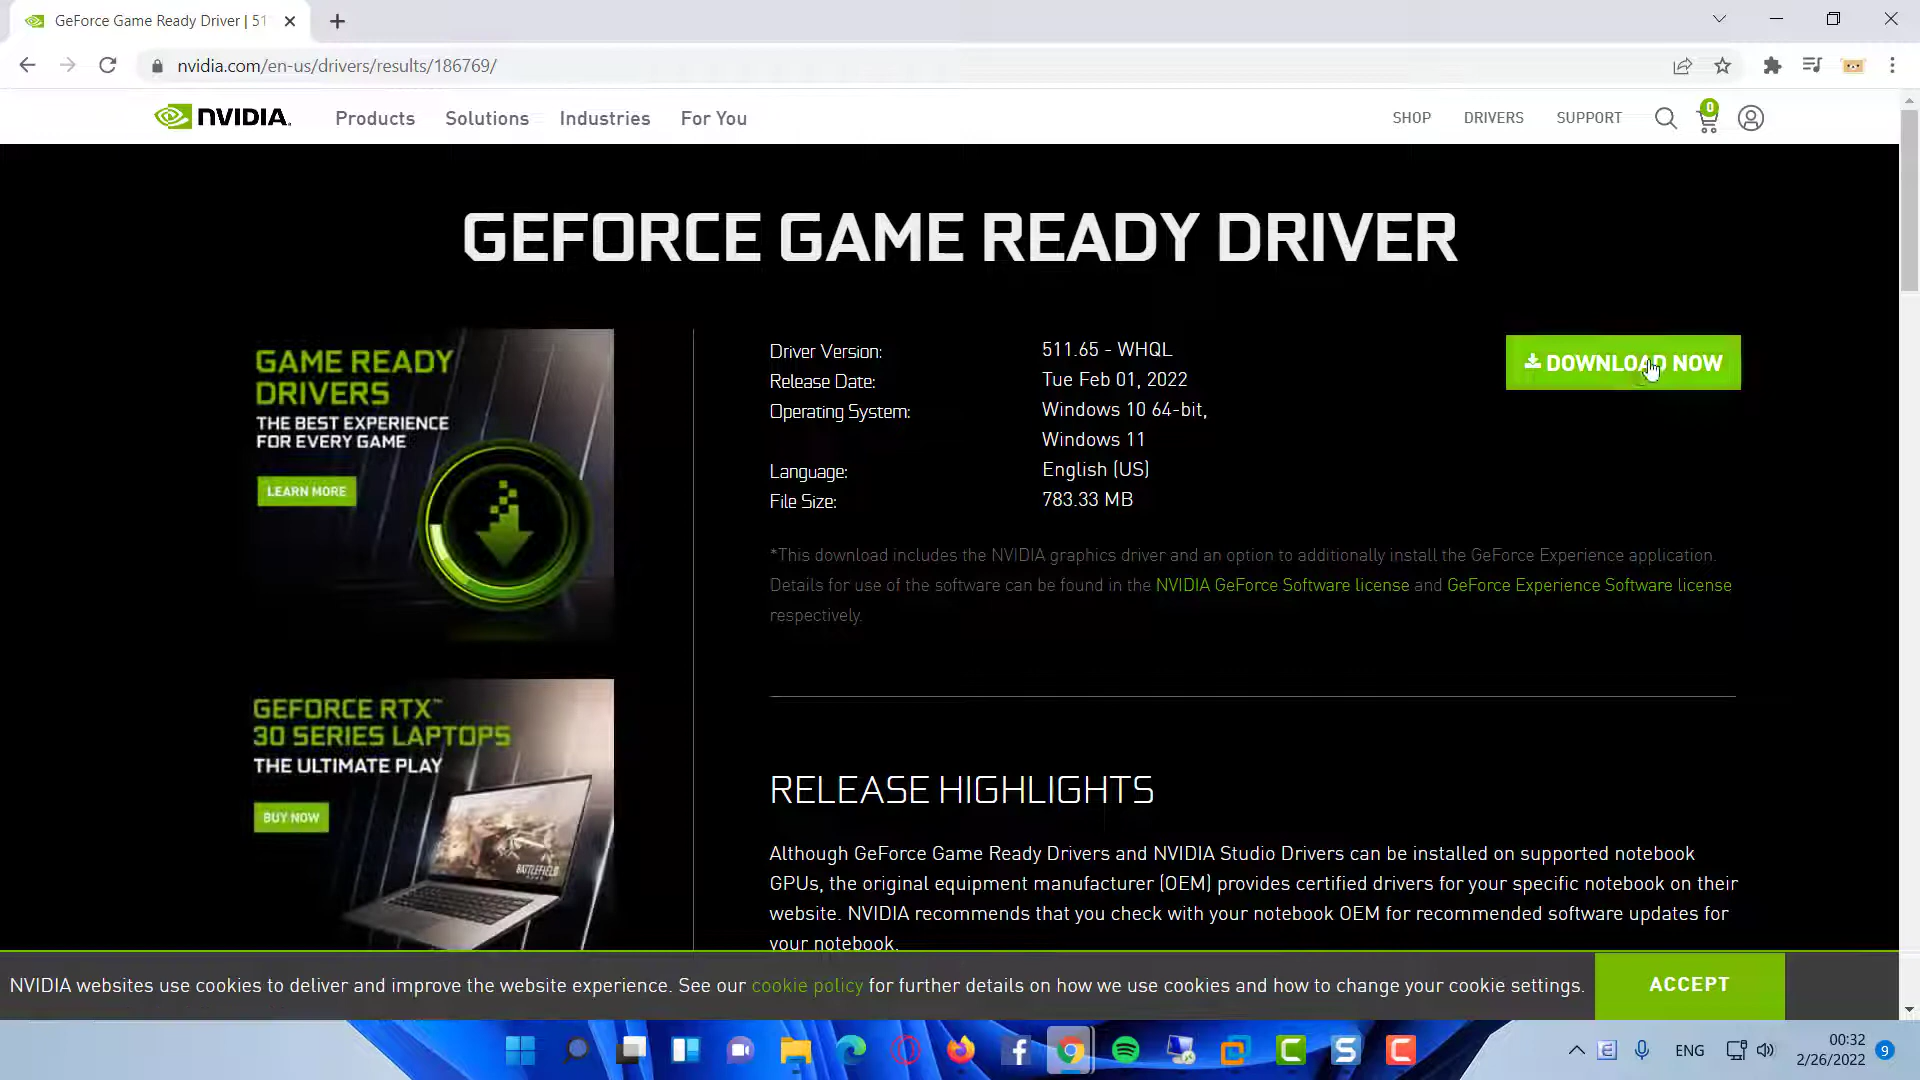 GeForce Game Ready Driver | 51
nvidia.com/en-us/drivers/results/186769/
NVIDIA. Products Solutions Industries For You SHOP DRIVERS SUPPORT 0
GEFORCE GAME READY DRIVER
GAME READY
DRIVERS
THE BEST EXPERIENCE
FOR EVERY GAME
LEARN MORE
Driver Version: 511.65 - WHQL
Release Date: Tue Feb 01, 2022
Operating System: Windows 10 64-bit,
Windows 11
Language: English (US)
File Size: 783.33 MB
DOWNLOAD NOW
*This download includes the NVIDIA graphics driver and an option to additionally install the GeForce Experience application.
Details for use of the software can be found in the NVIDIA GeForce Software license and GeForce Experience Software license
respectively.
GEFORCE RTX™
30 SERIES LAPTOPS
THE ULTIMATE PLAY
BUY NOW
BATTLEFIELD
RELEASE HIGHLIGHTS
Although GeForce Game Ready Drivers and NVIDIA Studio Drivers can be installed on supported notebook
GPUs, the original equipment manufacturer (OEM) provides certified drivers for your specific notebook on their
website. NVIDIA recommends that you check with your notebook OEM for recommended software updates for
your notebook.
NVIDIA websites use cookies to deliver and improve the website experience. See our cookie policy for further details on how we use cookies and how to change your cookie settings. ACCEPT
ENG 00:32
2/26/2022 9